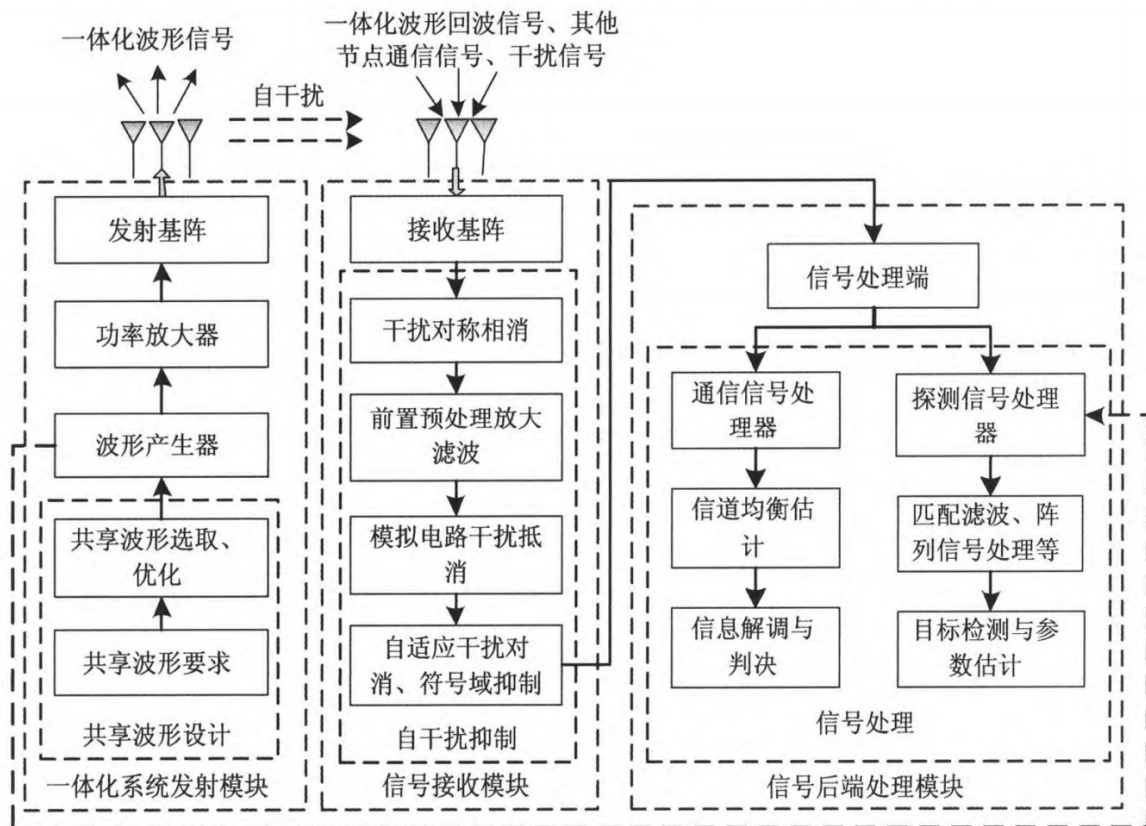 一体化波形信号
自干扰
一体化波形回波信号、其他
节点通信信号、干扰信号
发射基阵
功率放大器
波形产生器
共享波形选取、
优化
共享波形要求
共享波形设计
一体化系统发射模块
接收基阵
干扰对称相消
前置预处理放大
滤波
模拟电路干扰抵
消
自适应干扰对
消、符号域抑制
自干扰抑制
信号接收模块
信号处理端
通信信号处
理器
信道均衡估
计
信息解调与
判决
探测信号处理
器
匹配滤波、阵
列信号处理等
目标检测与参
数估计
信号处理
信号后端处理模块